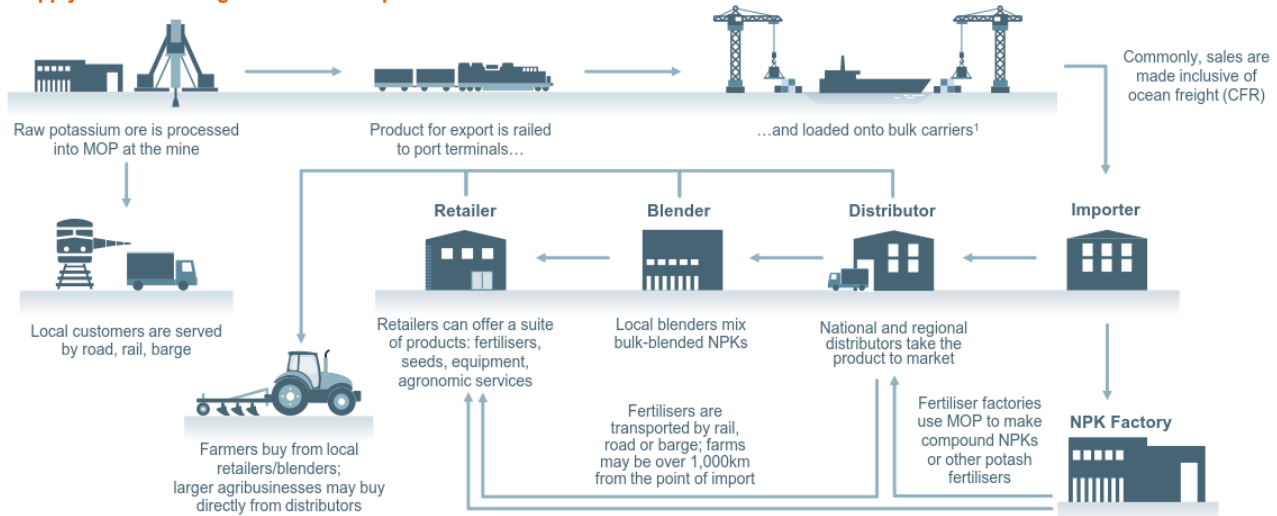 Raw potassium ore is processed
into MOP at the mine
Product for export is railed
to port terminals…
…and loaded onto bulk carriers¹
Commonly, sales are
made inclusive of
ocean freight (CFR)
Local customers are served
by road, rail, barge
Retailer
Blender
Distributor
Importer
Retailers can offer a suite
of products: fertilisers,
seeds, equipment,
agronomic services
Local blenders mix
bulk-blended NPKs
National and regional
distributors take the
product to market
Farmers buy from local
retailers/blenders;
larger agribusinesses may buy
directly from distributors
Fertilisers are
transported by rail,
road or barge; farms
may be over 1,000km
from the point of import
Fertiliser factories
use MOP to make
compound NPKs
or other potash
fertilisers
NPK Factory